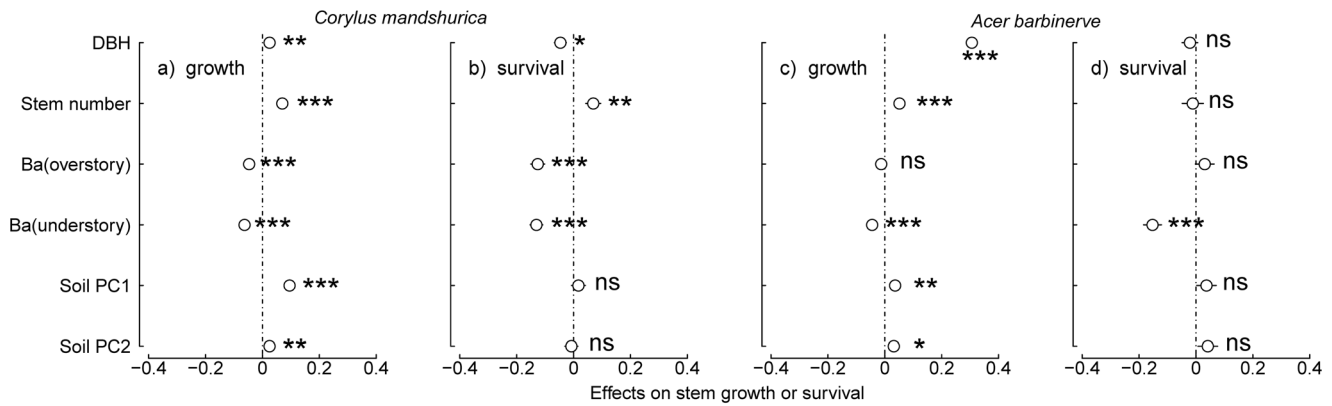 Corylus mandshurica
Acer barbinerve
DBH
Stem number
Ba(overstory)
Ba(understory)
Soil PC1
Soil PC2
a) growth
**
***
***
***
***
**
−0.4 −0.2 0 0.2 0.4
b) survival
*
**
***
***
ns
ns
−0.4 −0.2 0 0.2 0.4
c) growth
***
***
ns
***
**
*
−0.4 −0.2 0 0.2 0.4
d) survival
ns
ns
ns
***
ns
ns
−0.4 −0.2 0 0.2 0.4
Effects on stem growth or survival